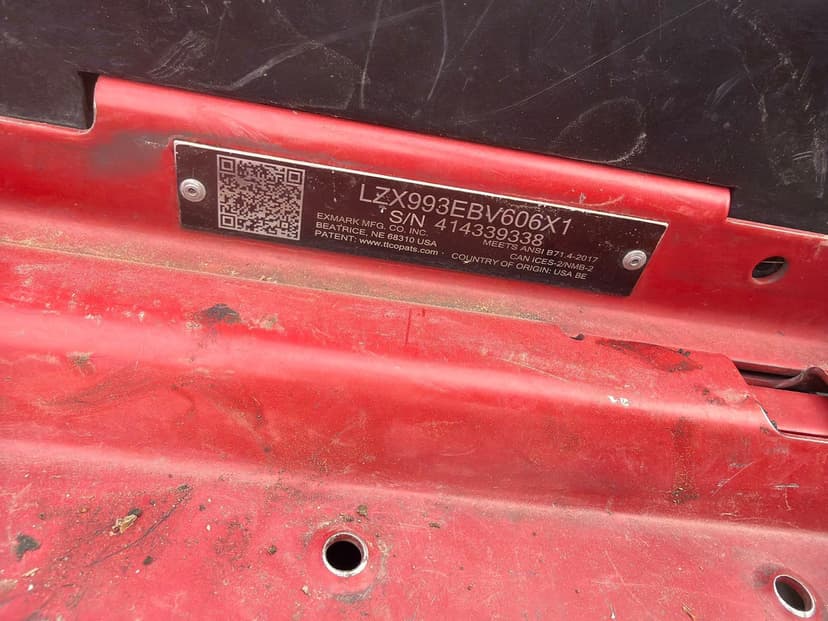 LZX993EBV606X1
S/N 414339338
EXMARK MFG. CO. INC.
BEATRICE, NE 68310 USA
PATENT: www.ttcopats.com
MEETS ANSI B71.4-2017
CAN ICES-2/NMB-2
COUNTRY OF ORIGIN: USA BE